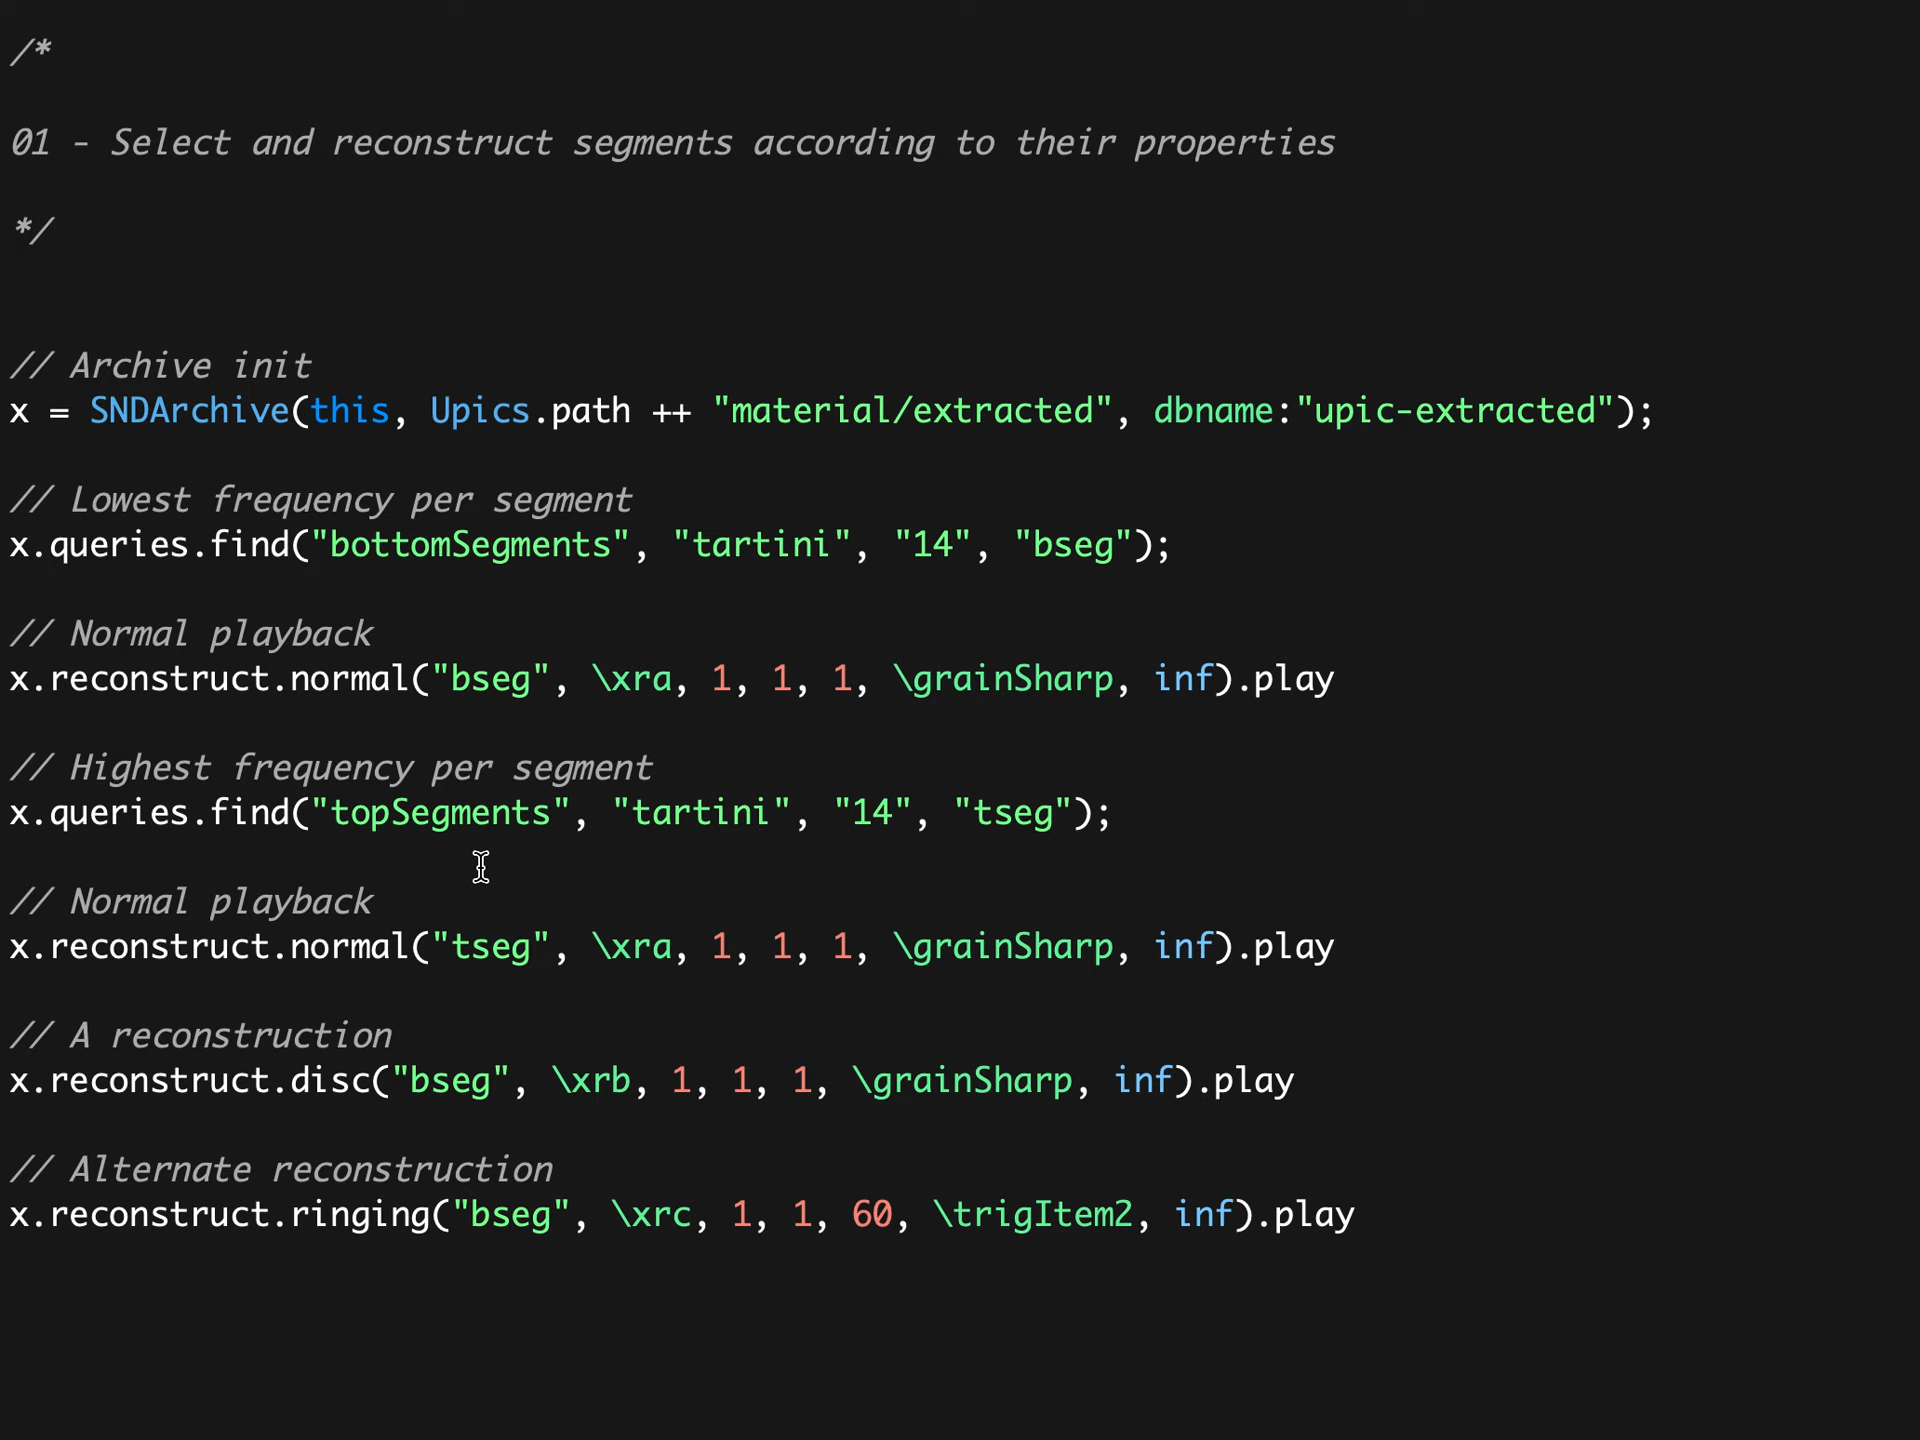 /*
01 - Select and reconstruct segments according to their properties
*/
// Archive init
x = SNDArchive(this, Upics.path ++ "material/extracted", dbname:"upic-extracted");
// Lowest frequency per segment
x.queries.find("bottomSegments", "tartini", "14", "bseg");
// Normal playback
x.reconstruct.normal("bseg", \xra, 1, 1, 1, \grainSharp, inf).play
// Highest frequency per segment
x.queries.find("topSegments", "tartini", "14", "tseg");
// Normal playback
x.reconstruct.normal("tseg", \xra, 1, 1, 1, \grainSharp, inf).play
// A reconstruction
x.reconstruct.disc("bseg", \xrb, 1, 1, 1, \grainSharp, inf).play
// Alternate reconstruction
x.reconstruct.ringing("bseg", \xrc, 1, 1, 60, \trigItem2, inf).play